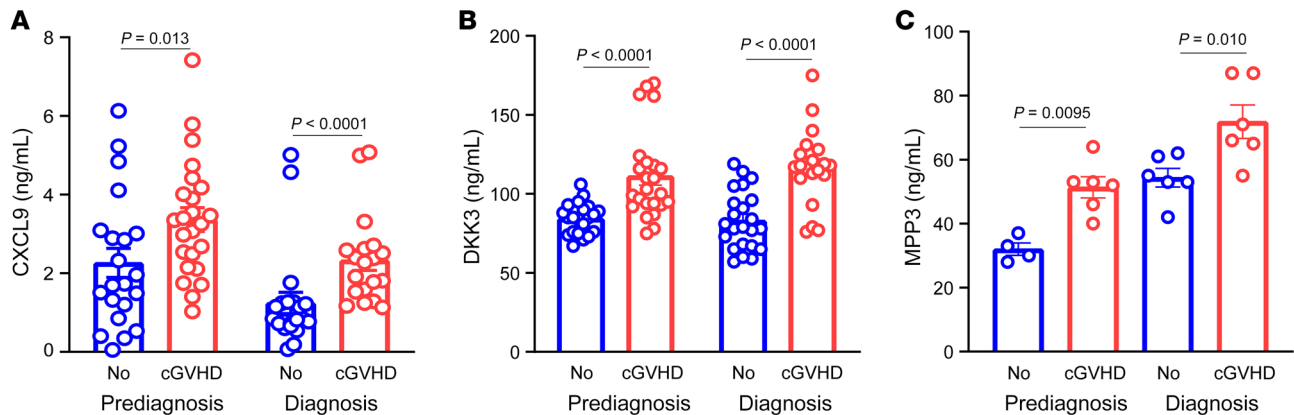 A
CXCL9 (ng/mL)
8
6
4
2
0
P = 0.013
P < 0.0001
No
cGVHD
No
cGVHD
Prediagnosis
Diagnosis
B
DKK3 (ng/mL)
200
150
100
50
0
P < 0.0001
P < 0.0001
No
cGVHD
No
cGVHD
Prediagnosis
Diagnosis
C
MPP3 (ng/mL)
100
80
60
40
20
0
P = 0.0095
P = 0.010
No
cGVHD
No
cGVHD
Prediagnosis
Diagnosis